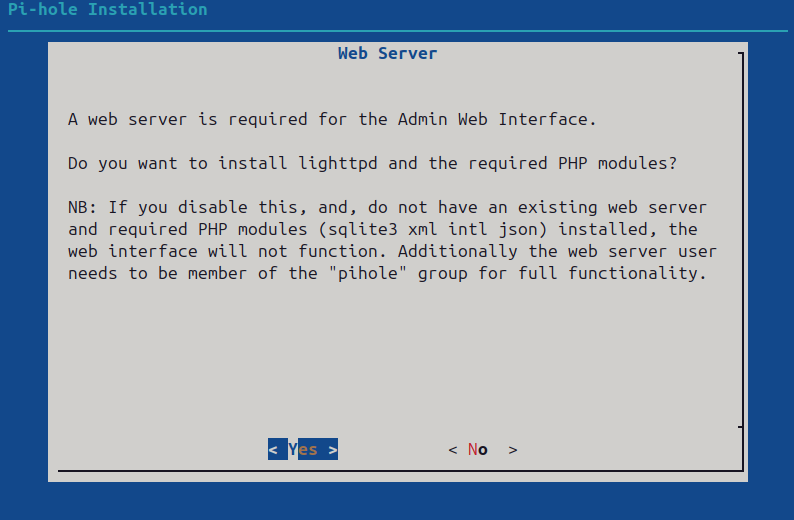 Pi-hole Installation
Web Server
A web server is required for the Admin Web Interface.
Do you want to install lighttpd and the required PHP modules?
NB: If you disable this, and, do not have an existing web server
and required PHP modules (sqlite3 xml intl json) installed, the
web interface will not function. Additionally the web server user
needs to be member of the "pihole" group for full functionality.
< Yes > < No >